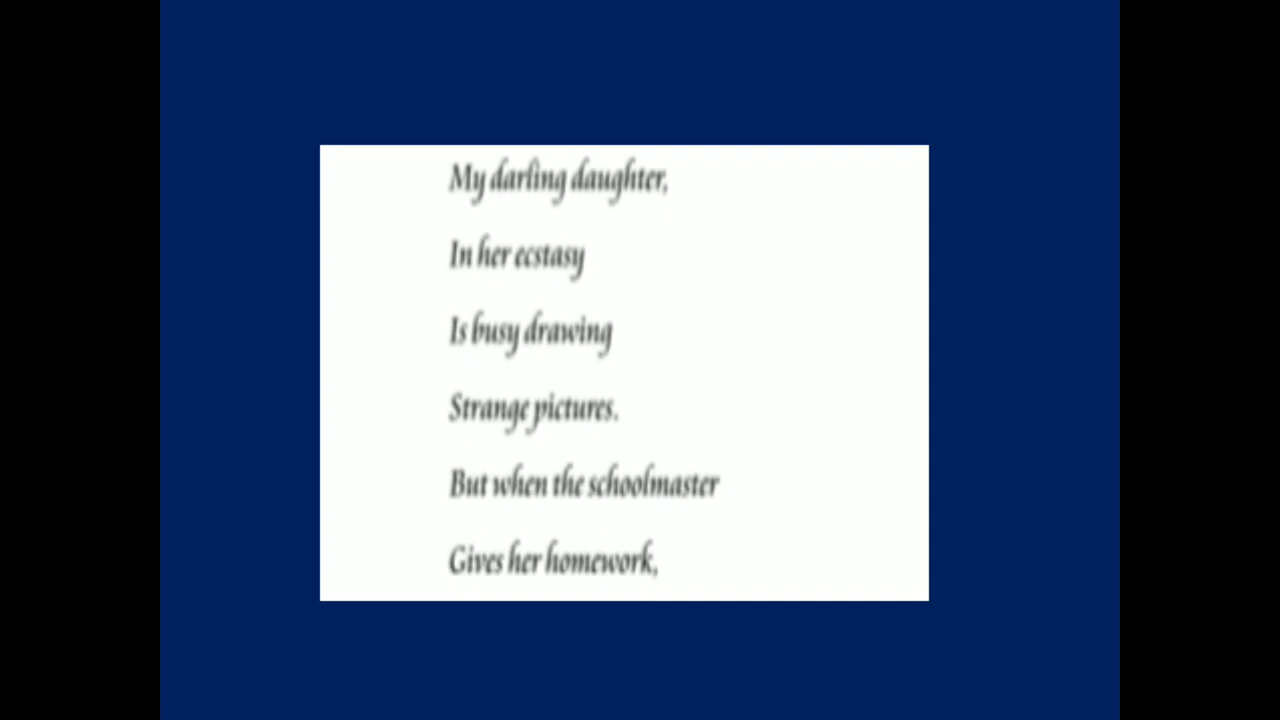 My darling daughter,
In her ecstasy
Is busy drawing
Strange pictures.
But when the schoolmaster
Gives her homework,